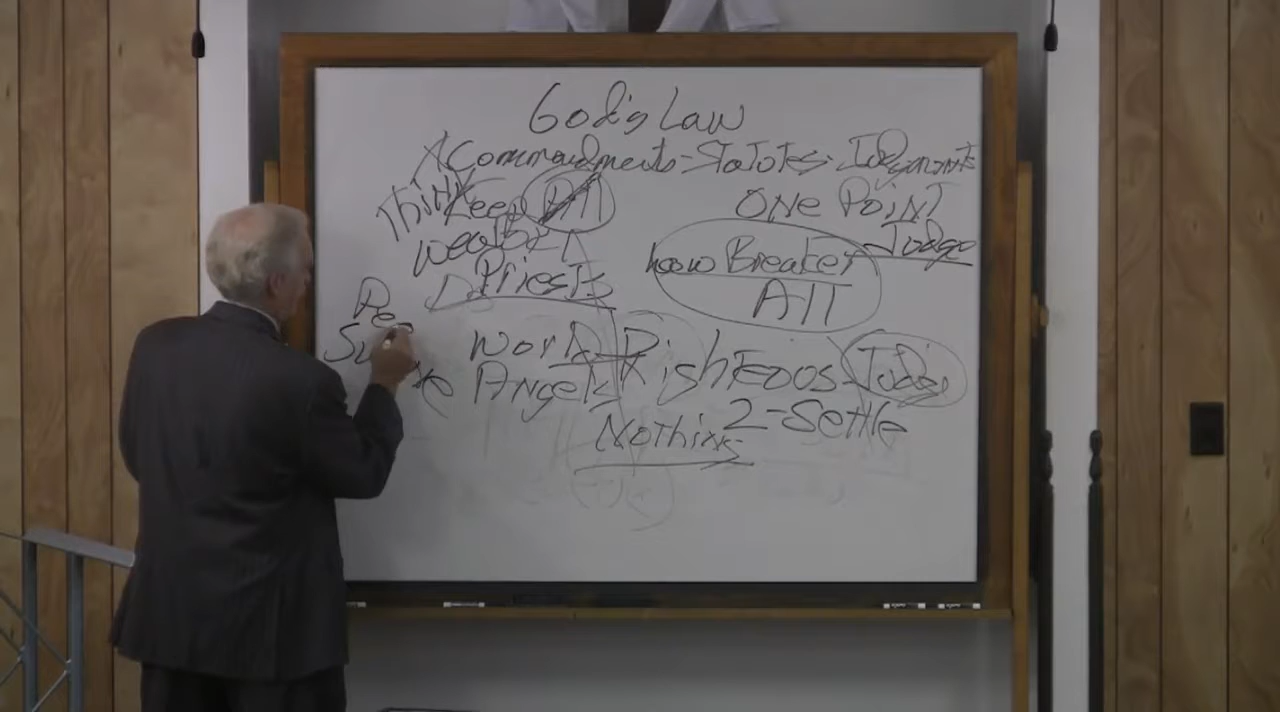 God's Law
Commandments-Statutes-Judgments
Think Keep All
One Point
Judge
Law Breaker
All
Priests
World Righteous Judge
Angels
2-Settle
Nothing